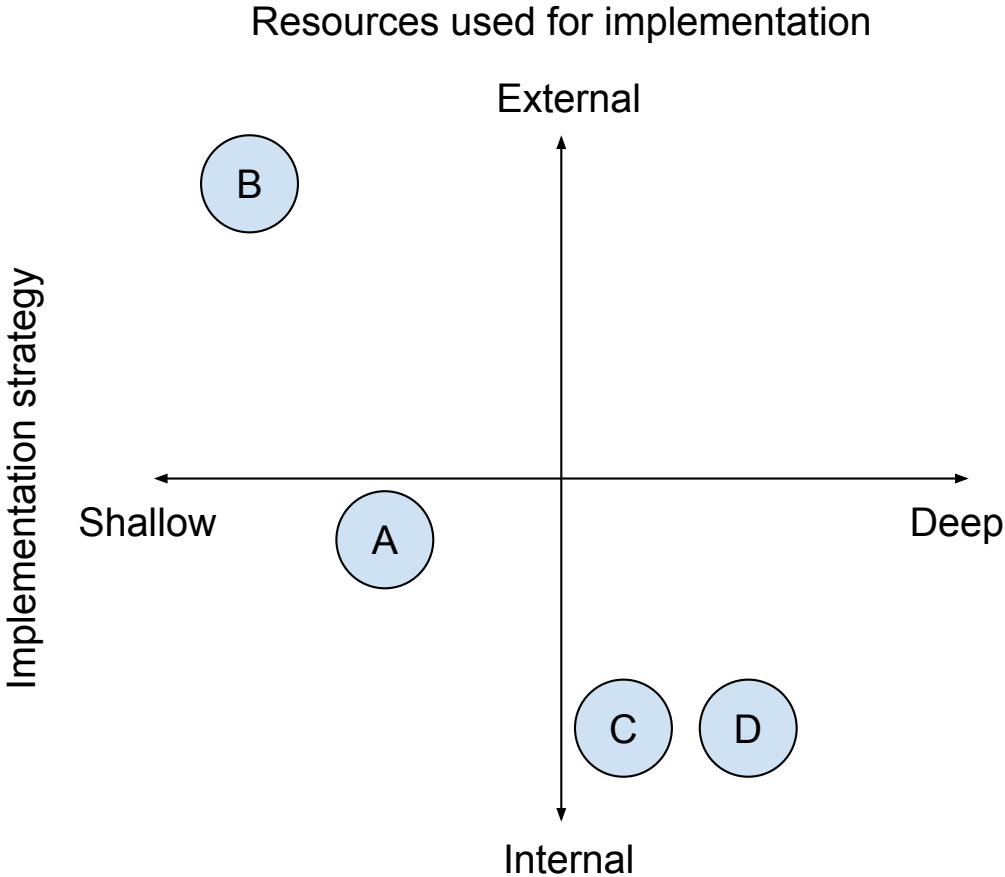 Resources used for implementation
External
B
Implementation strategy
Shallow
Deep
A
C
D
Internal